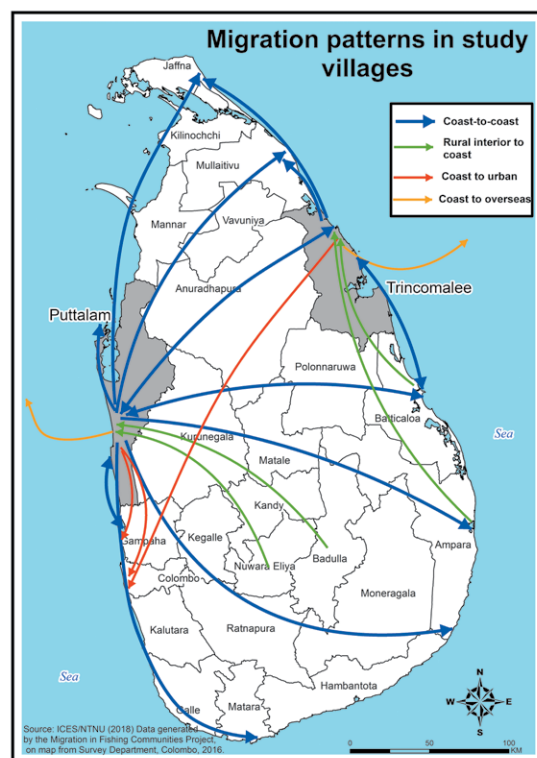 Migration patterns in study
villages
Coast-to-coast
Rural interior to
coast
Coast to urban
Coast to overseas
Jaffna
Kilinochchi
Mullaitivu
Mannar
Vavuniya
Anuradhapura
Puttalam
Trincomalee
Polonnaruwa
Batticaloa
Kurunegala
Sea
Matale
Kandy
Gampaha
Kegalle
Ampara
Nuwara Eliya
Badulla
Colombo
Moneragala
Kalutara
Ratnapura
Sea
Hambantota
N
W
E
S
Galle
Matara
Source: ICES/NTNU (2018) Data generated
by the Migration in Fishing Communities Project,
on map from Survey Department, Colombo, 2016.
0
50
100
KM